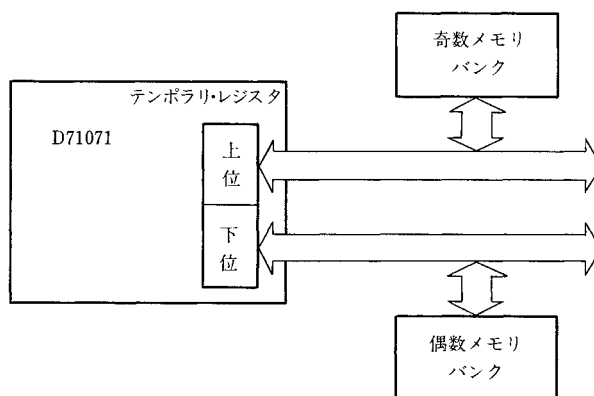 奇数メモリ
バンク
テンポラリ・レジスタ
D71071
上
位
下
位
偶数メモリ
バンク